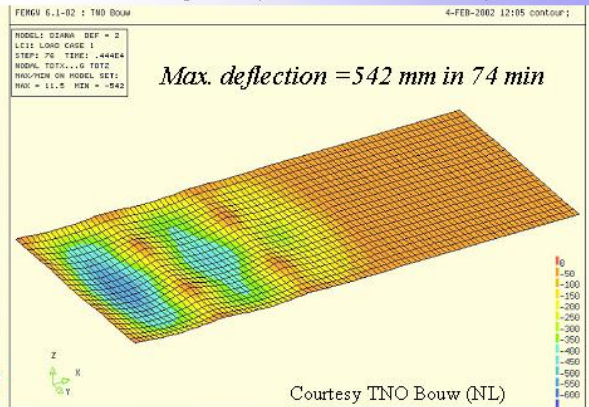 FEMGV 6.1-02 : TNO Bouw
4-FEB-2002 12:05 contour;
MODEL: DIANA DEF = 2
LC1: LOAD CASE 1
STEP: 76 TIME: .444E4
NODAL TDTX...G TDTZ
MAX/MIN ON MODEL SET:
MAX = 11.5 MIN = -542
Max. deflection =542 mm in 74 min
0
-50
-100
-150
-200
-250
-300
-350
-400
-450
-500
-550
-600
Z
X
Y
Courtesy TNO Bouw (NL)